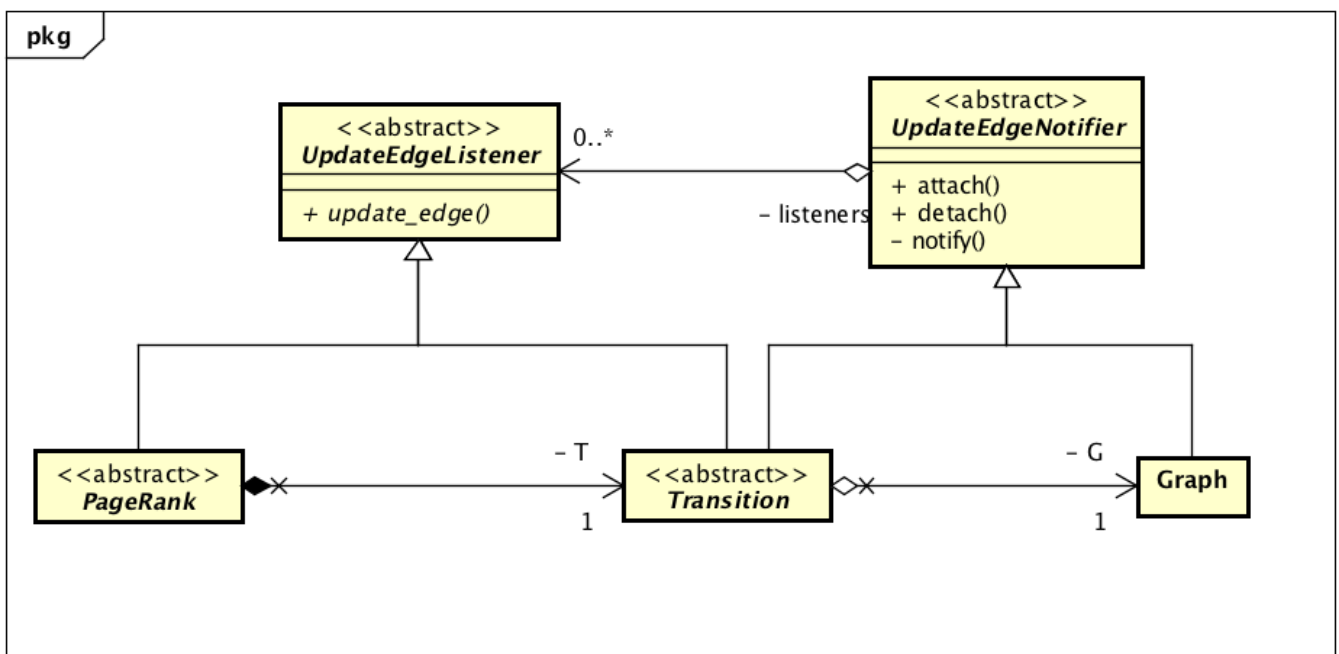 pkg
<<abstract>>
UpdateEdgeListener
+ update_edge()
0..*
- listeners
<<abstract>>
UpdateEdgeNotifier
+ attach()
+ detach()
- notify()
<<abstract>>
PageRank
- T
1
<<abstract>>
Transition
- G
1
Graph